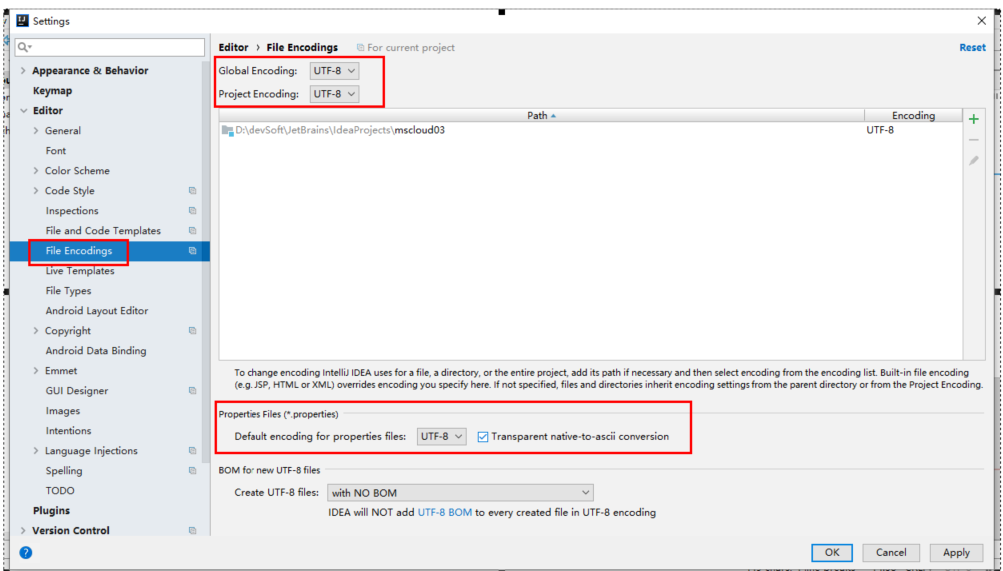 Settings
Editor › File Encodings For current project Reset
Appearance & Behavior
Keymap
Editor
General
Font
Color Scheme
Code Style
Inspections
File and Code Templates
File Encodings
Live Templates
File Types
Android Layout Editor
Copyright
Android Data Binding
Emmet
GUI Designer
Images
Intentions
Language Injections
Spelling
TODO
Plugins
Version Control
Global Encoding: UTF-8
Project Encoding: UTF-8
Path Encoding
D:\devSoft\JetBrains\IdeaProjects\mscloud03 UTF-8
To change encoding IntelliJ IDEA uses for a file, a directory, or the entire project, add its path if necessary and then select encoding from the encoding list. Built-in file encoding
(e.g. JSP, HTML or XML) overrides encoding you specify here. If not specified, files and directories inherit encoding settings from the parent directory or from the Project Encoding.
Properties Files (*.properties)
Default encoding for properties files: UTF-8 Transparent native-to-ascii conversion
BOM for new UTF-8 files
Create UTF-8 files: with NO BOM
IDEA will NOT add UTF-8 BOM to every created file in UTF-8 encoding
? OK Cancel Apply